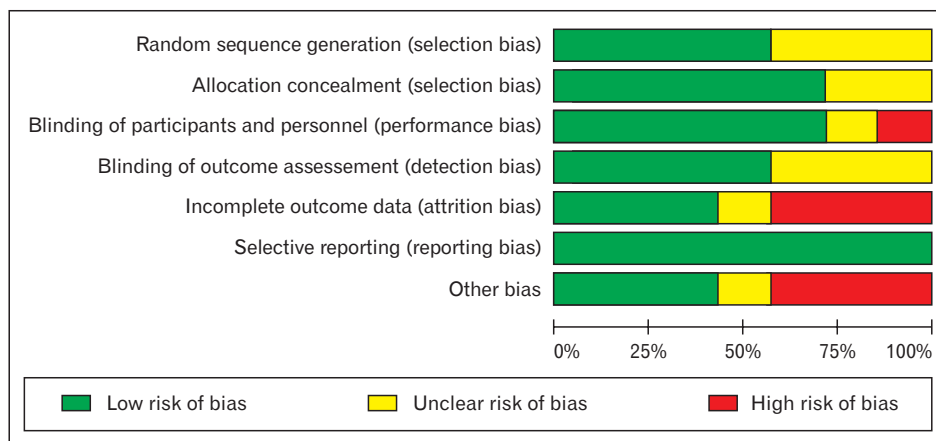 Random sequence generation (selection bias)
Allocation concealment (selection bias)
Blinding of participants and personnel (performance bias)
Blinding of outcome assessment (detection bias)
Incomplete outcome data (attrition bias)
Selective reporting (reporting bias)
Other bias
0% 25% 50% 75% 100%
Low risk of bias Unclear risk of bias High risk of bias